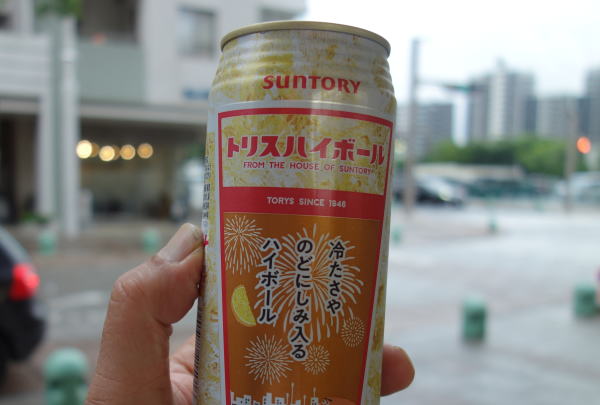 SUNTORY
トリスハイボール
FROM THE HOUSE OF SUNTORY
TORYS SINCE 1946
冷たさや
のどにしみ入る
ハイボール